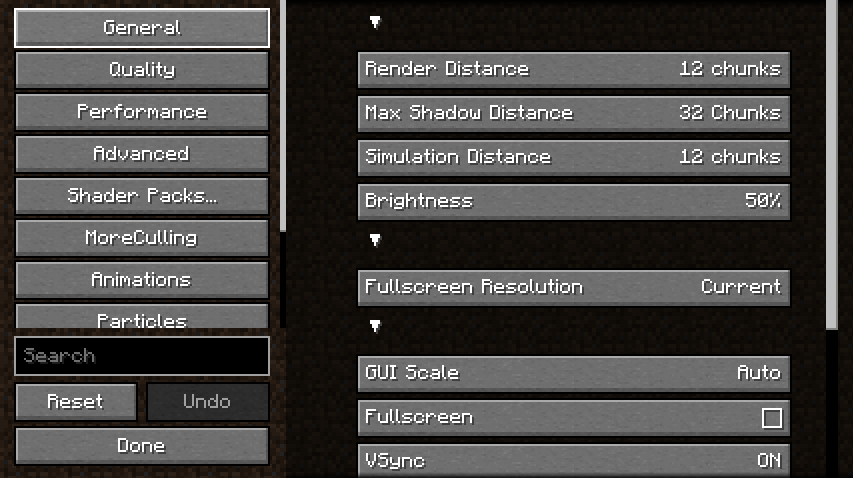 General
Quality
Performance
Advanced
Shader Packs...
MoreCulling
Animations
Particles
Search
Reset
Undo
Done
Render Distance 12 chunks
Max Shadow Distance 32 Chunks
Simulation Distance 12 chunks
Brightness 50%
Fullscreen Resolution Current
GUI Scale Auto
Fullscreen
VSync ON